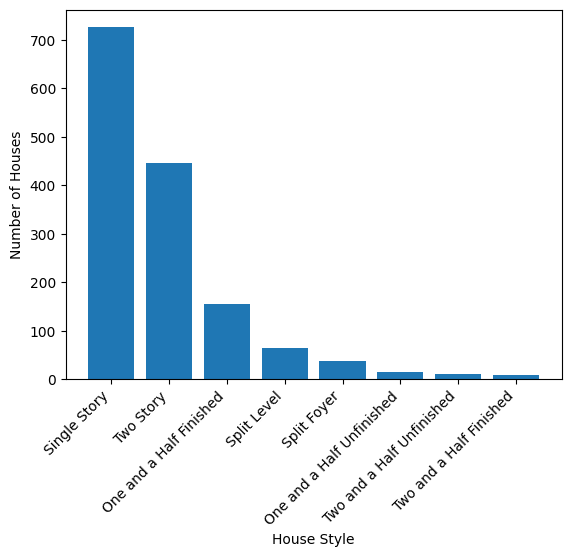 700
600
500
400
300
200
100
0
Number of Houses
Single Story
Two Story
One and a Half Finished
Split Level
Split Foyer
One and a Half Unfinished
Two and a Half Unfinished
Two and a Half Finished
House Style